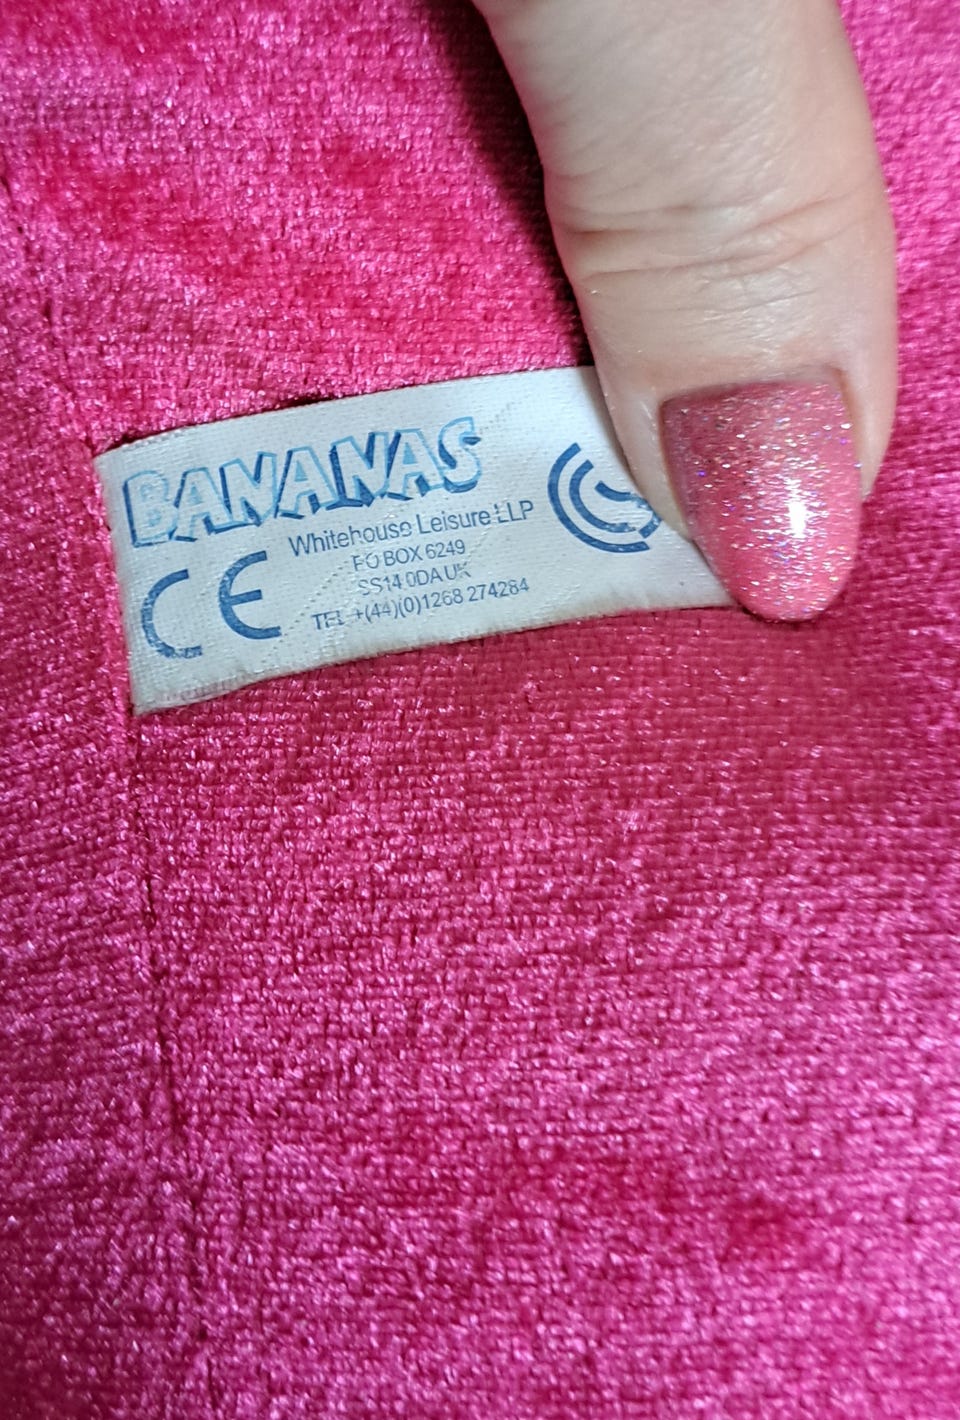 BANANAS
CE
Whitehouse Leisure LLP
PO BOX 6249
SS14 0DA UK
TEL +(44)(0)1268 274284